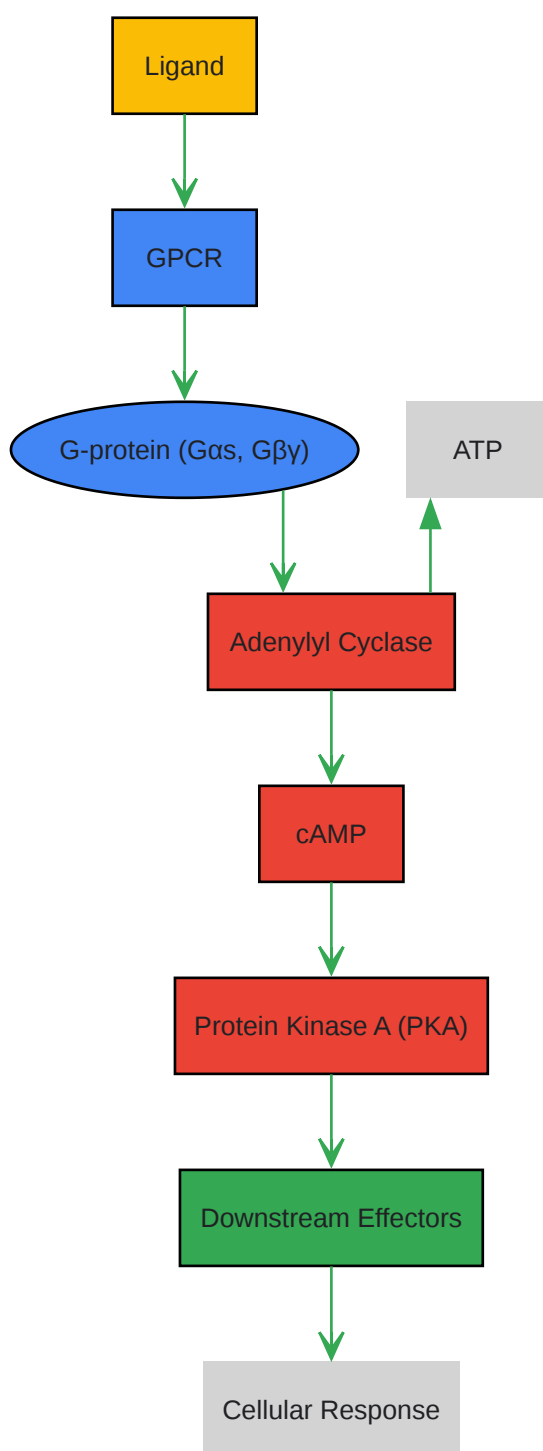 Ligand
GPCR
G-protein (Gαs, Gβγ)
ATP
Adenylyl Cyclase
cAMP
Protein Kinase A (PKA)
Downstream Effectors
Cellular Response